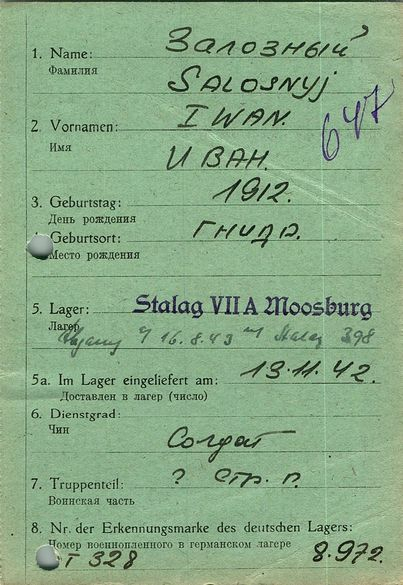 Залозный
1. Name:
Фамилия
SALOSNYJ
2. Vornamen: IWAN.
Имя
ИВАН.
647
3. Geburtstag: 1912.
День рождения
Geburtsort: ГНИДА.
Место рождения
5. Lager: Stalag VII A Moosburg
Лагерь
16.8.43 Stalag 398
5a. Im Lager eingeliefert am: 13.11.42.
Доставлен в лагер (число)
6. Dienstgrad:
Чин
Солдат
7. Truppenteil: ? Стр. п.
Воинская часть
8. Nr. der Erkennungsmarke des deutschen Lagers:
Номер военнопленного в германском лагере
T 328 8.972.